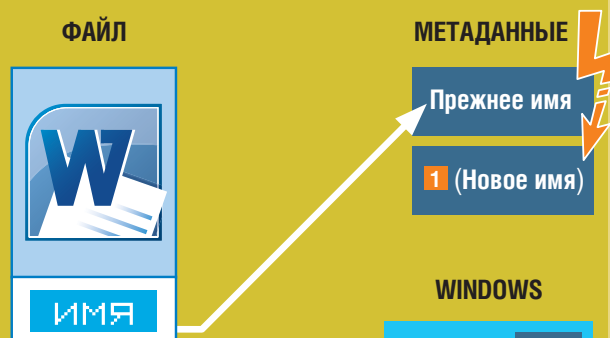 ФАЙЛ
МЕТАДАННЫЕ
Прежнее имя
1 (Новое имя)
W
ИМЯ
WINDOWS